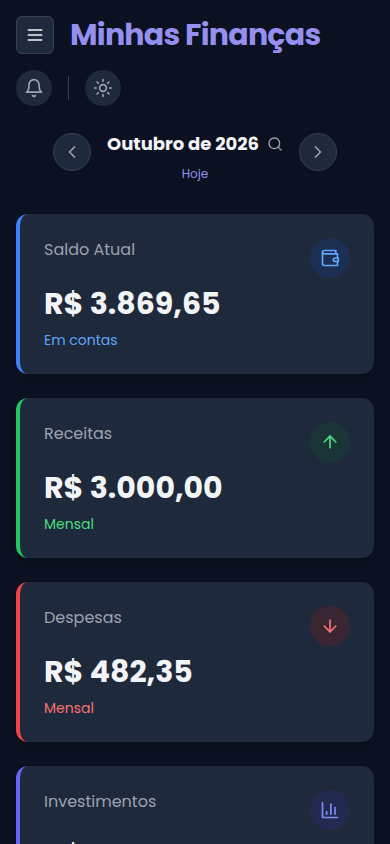 Minhas Finanças
Outubro de 2026
Hoje
Saldo Atual
R$ 3.869,65
Em contas
Receitas
R$ 3.000,00
Mensal
Despesas
R$ 482,35
Mensal
Investimentos